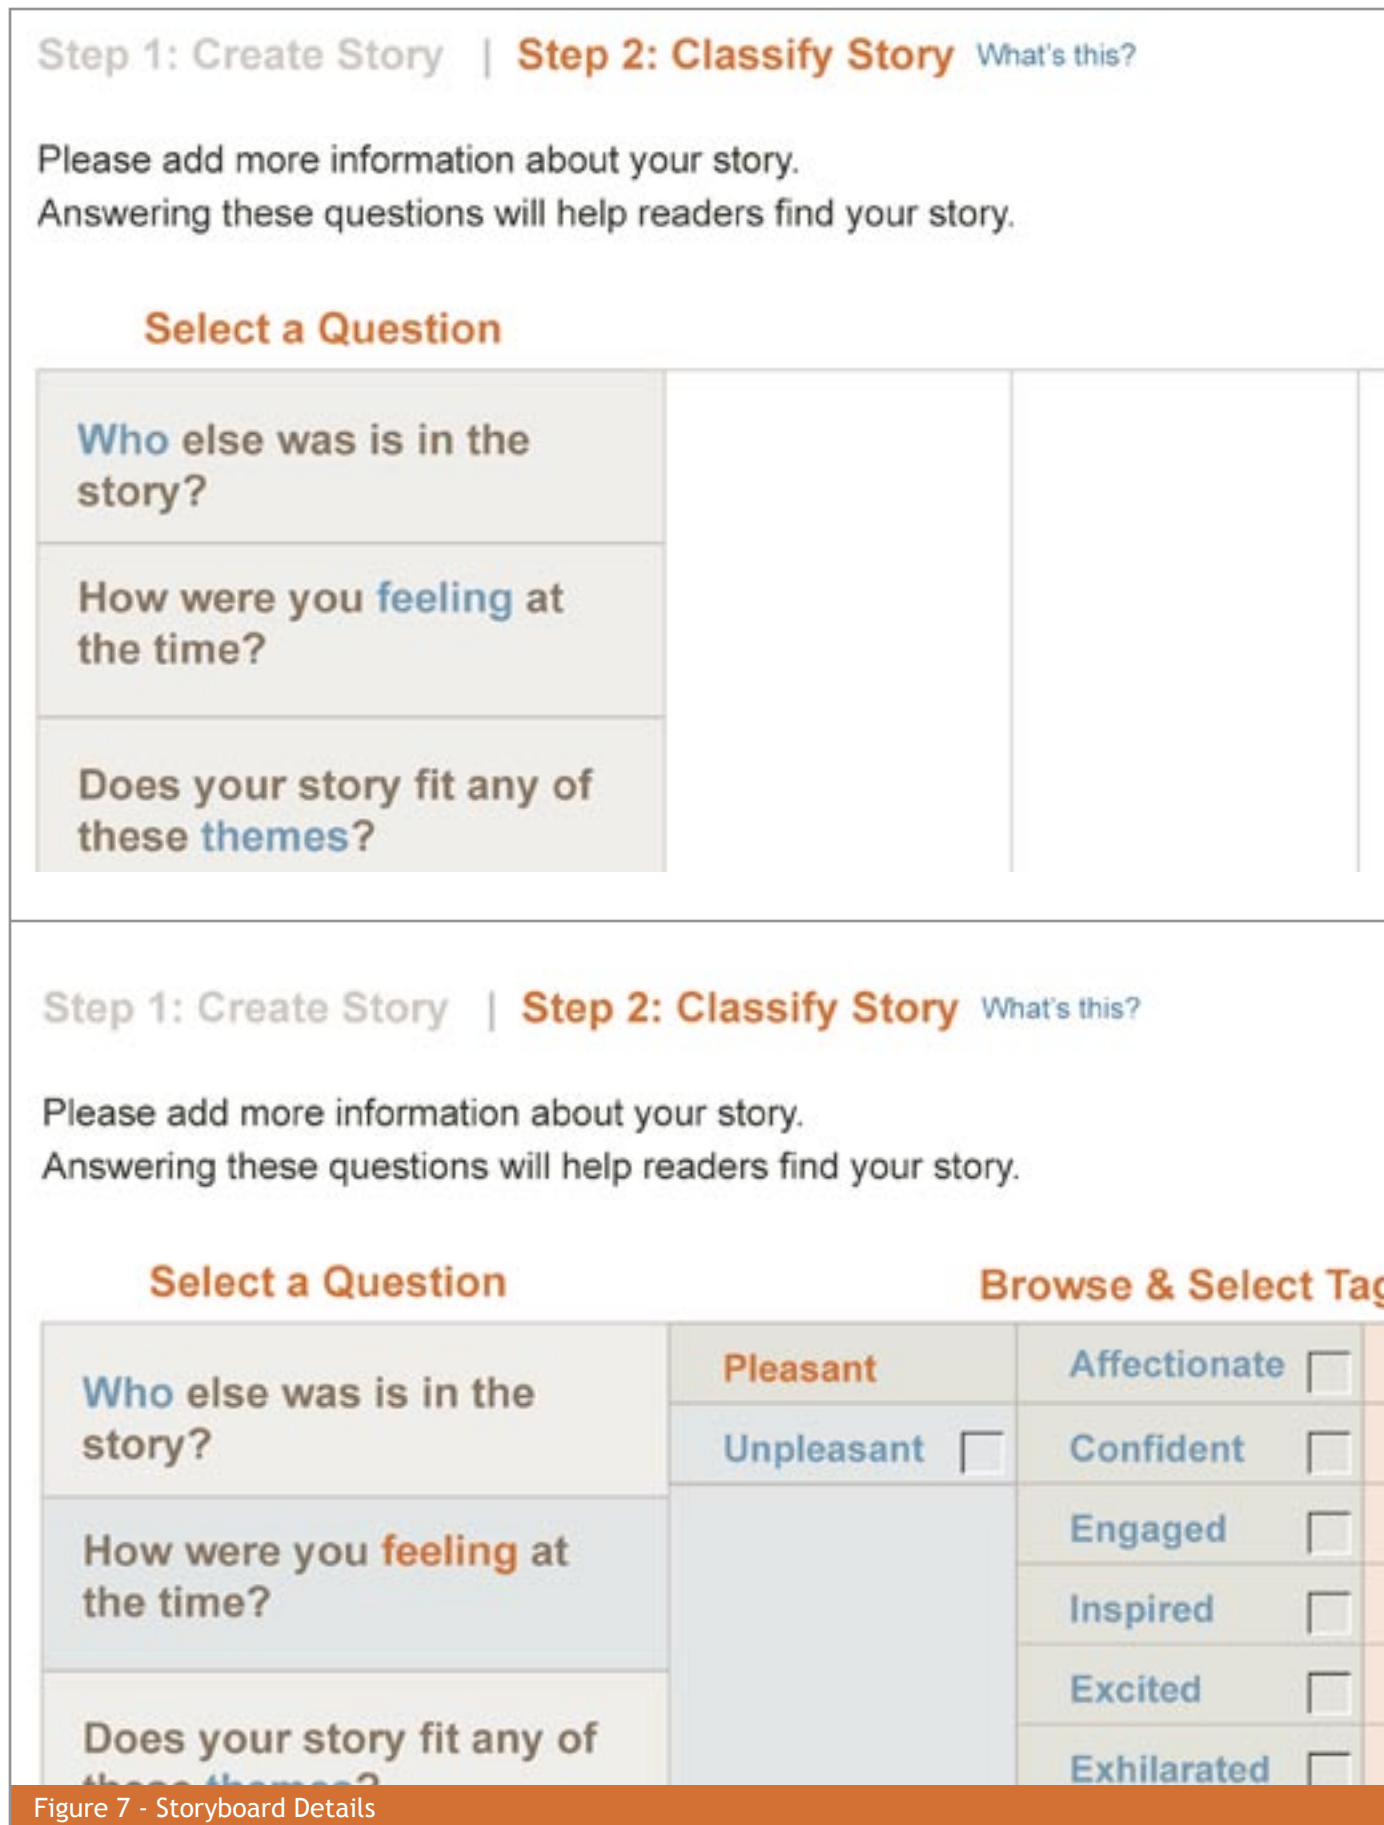 Step 1: Create Story | Step 2: Classify Story What's this?
Please add more information about your story.
Answering these questions will help readers find your story.
Select a Question
Who else was is in the
story?
How were you feeling at
the time?
Does your story fit any of
these themes?
Step 1: Create Story | Step 2: Classify Story What's this?
Please add more information about your story.
Answering these questions will help readers find your story.
Select a Question
Browse & Select Tag
Who else was is in the
story?
How were you feeling at
the time?
Does your story fit any of
these themes?
Pleasant
Unpleasant
Affectionate
Confident
Engaged
Inspired
Excited
Exhilarated
Figure 7 - Storyboard Details